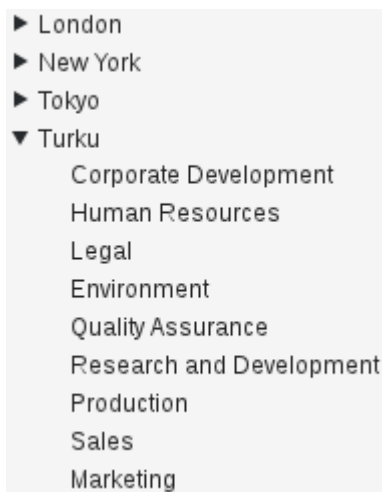 London
New York
Tokyo
Turku
Corporate Development
Human Resources
Legal
Environment
Quality Assurance
Research and Development
Production
Sales
Marketing